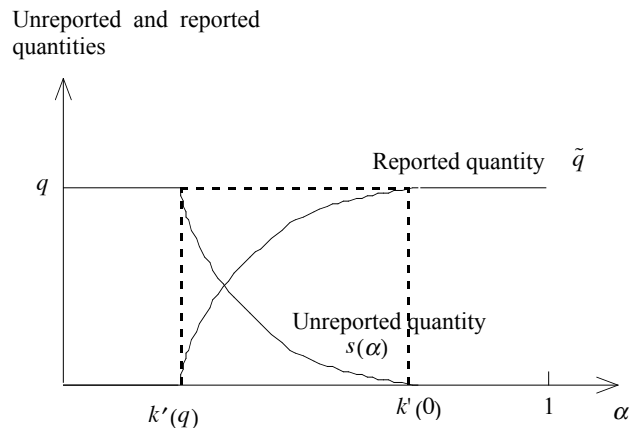 Unreported and reported
quantities
Reported quantity q̃
q
Unreported quantity
s(α)
k′(q) k'(0) 1 α